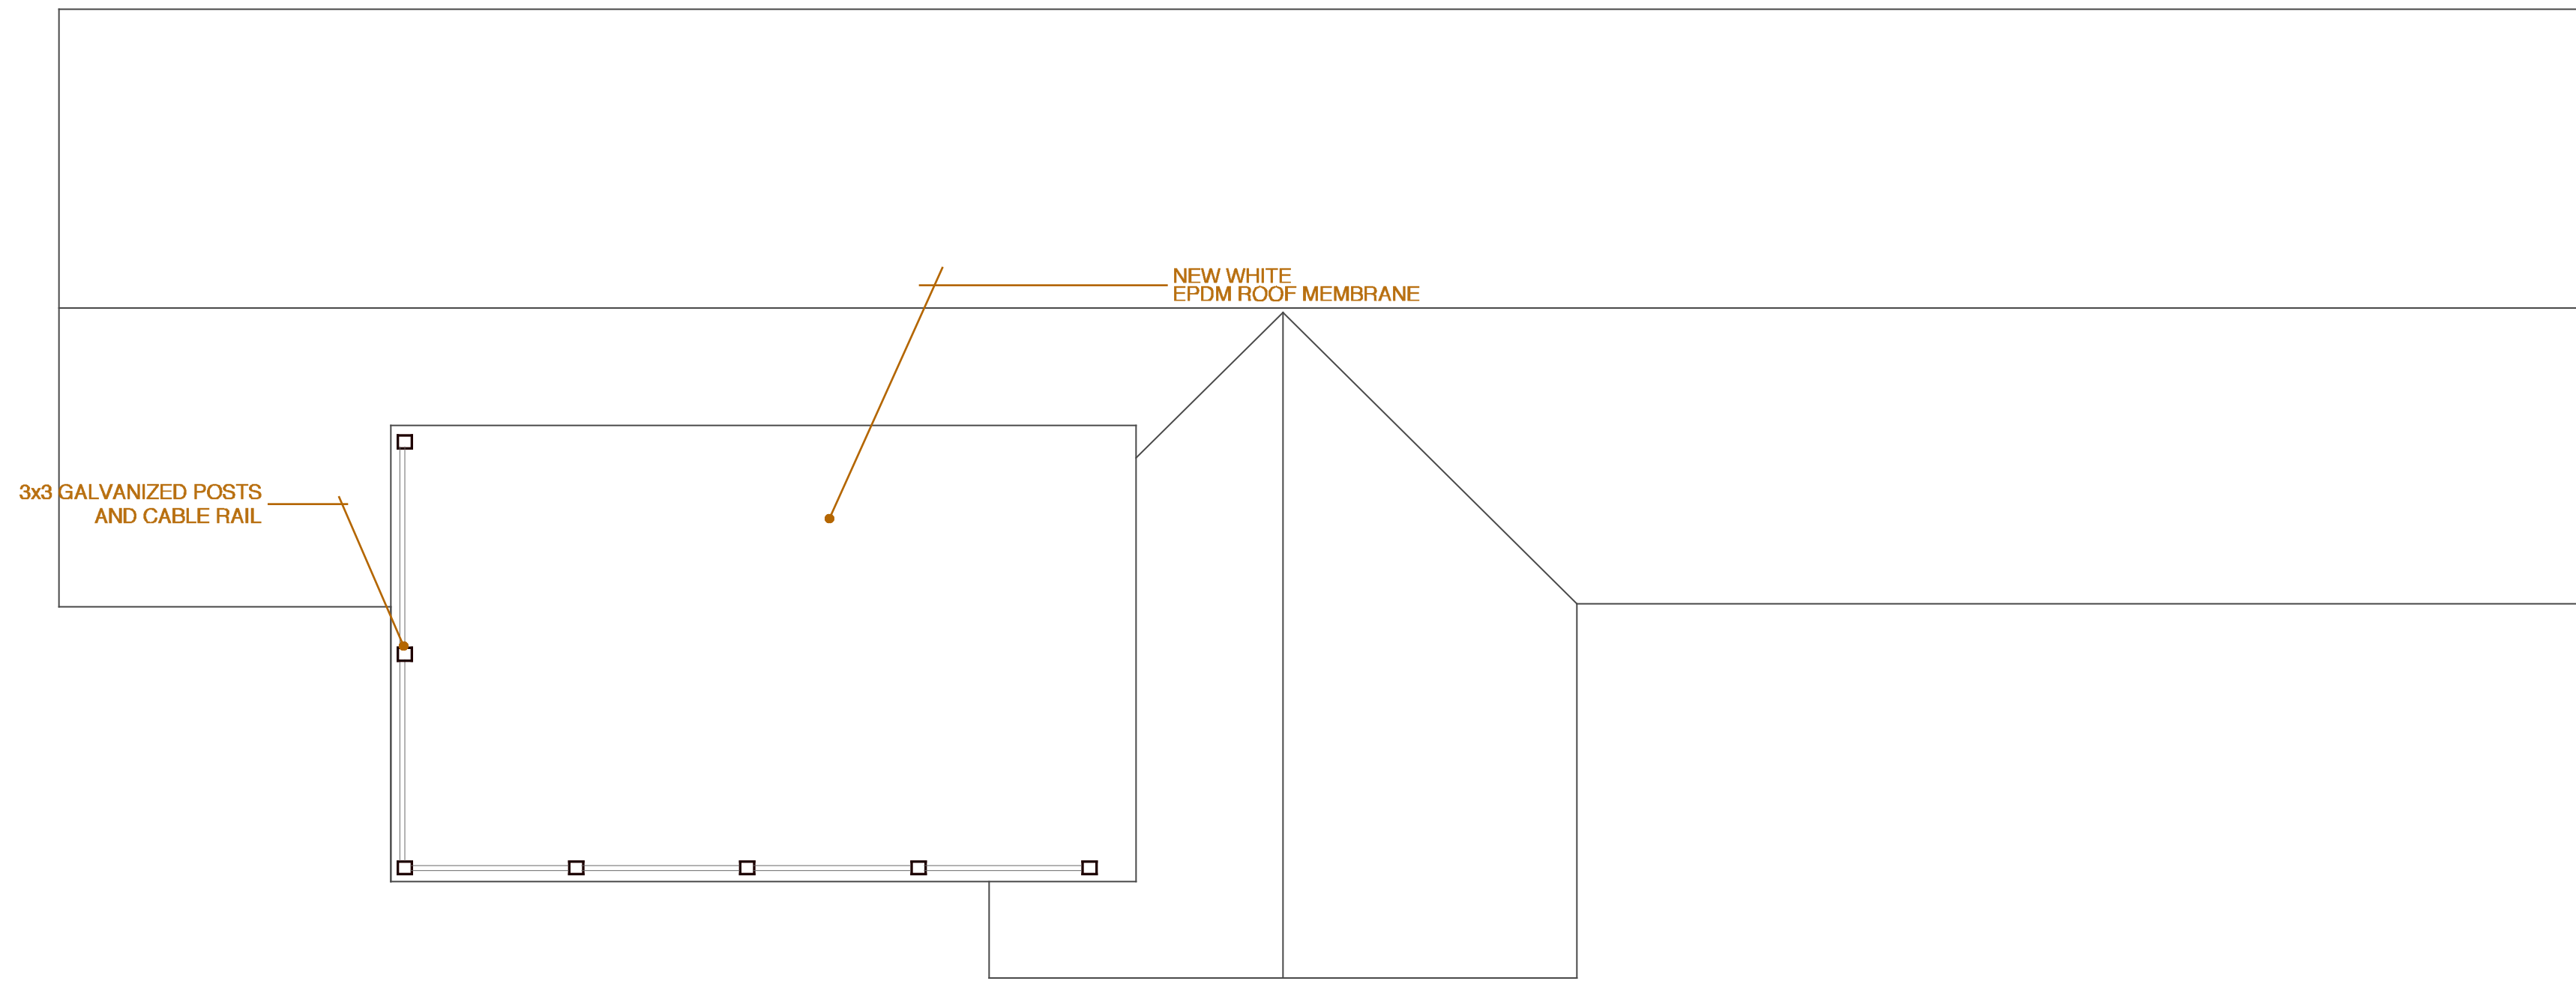 NEW WHITE
EPDM ROOF MEMBRANE
3x3 GALVANIZED POSTS
AND CABLE RAIL